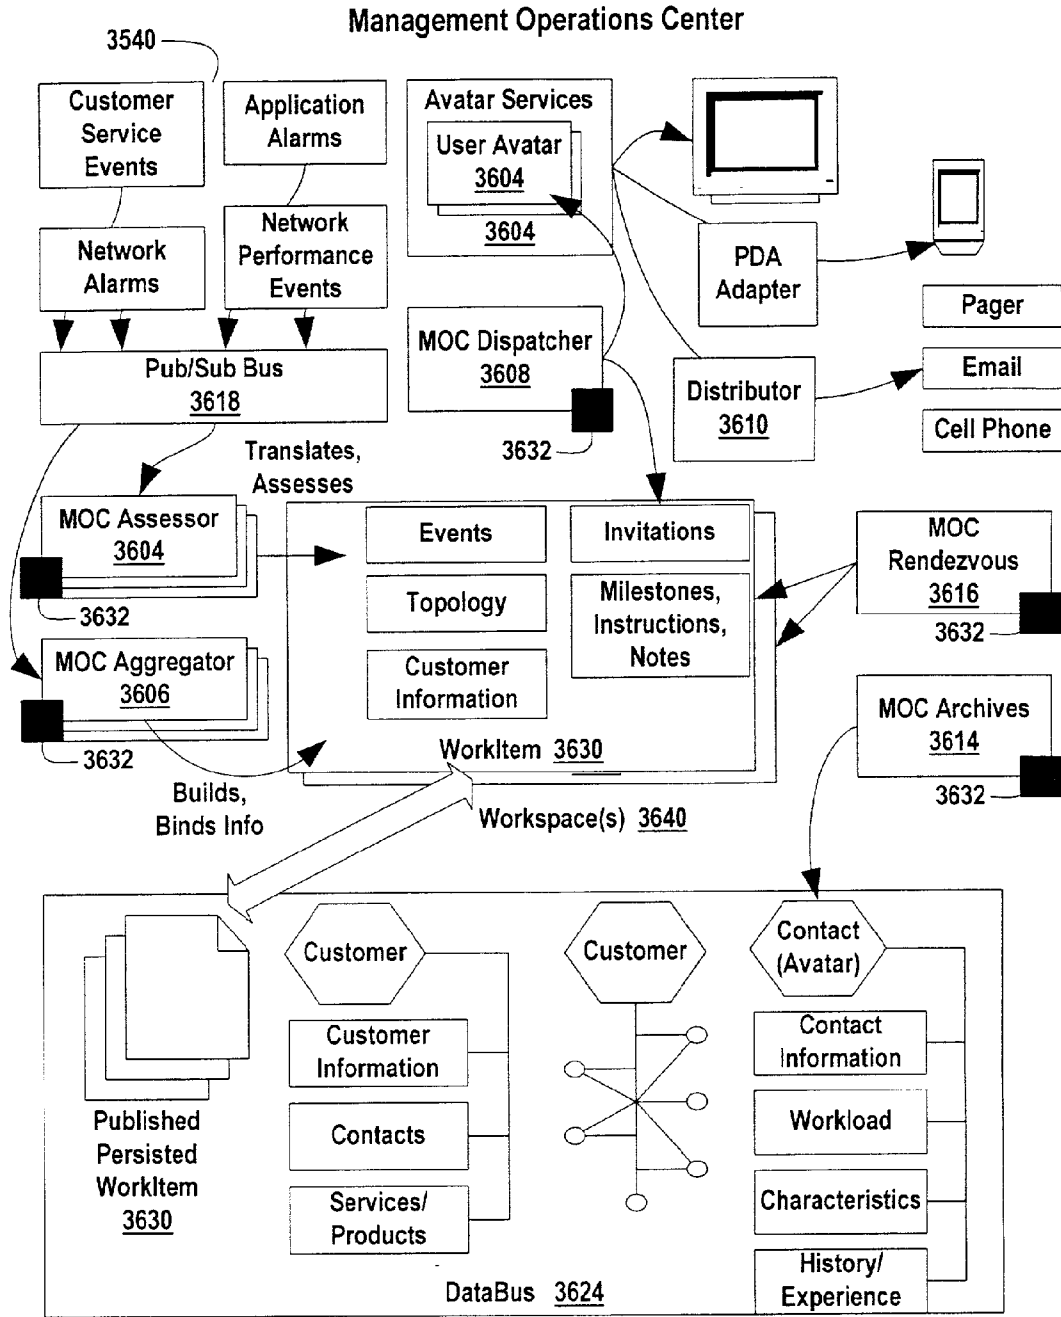 Management Operations Center
3540
Customer
Service
Events
Application
Alarms
Network
Alarms
Network
Performance
Events
Avatar Services
User Avatar
3604
3604
PDA
Adapter
Pager
Email
Cell Phone
MOC Dispatcher
3608
3632
Distributor
3610
Pub/Sub Bus
3618
Translates,
Assesses
MOC Assessor
3604
3632
MOC Aggregator
3606
3632
Builds,
Binds Info
Events
Topology
Customer
Information
Invitations
Milestones,
Instructions,
Notes
WorkItem 3630
Workspace(s) 3640
MOC
Rendezvous
3616
3632
MOC Archives
3614
3632
Published
Persisted
WorkItem
3630
Customer
Customer
Information
Contacts
Services/
Products
Customer
Contact
(Avatar)
Contact
Information
Workload
Characteristics
History/
Experience
DataBus 3624